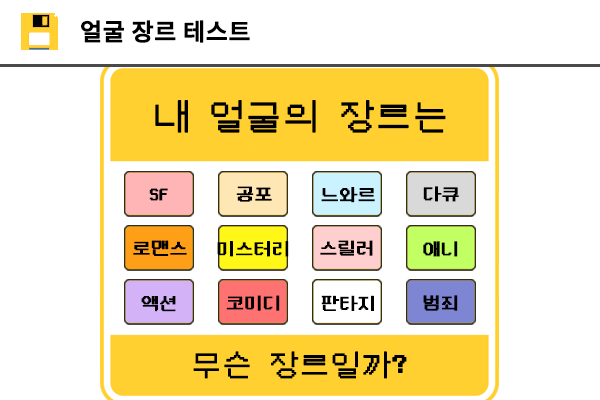 얼굴 장르 테스트
내 얼굴의 장르는
SF 공포 느와르 다큐
로맨스 미스터리 스릴러 애니
액션 코미디 판타지 범죄
무슨 장르일까?